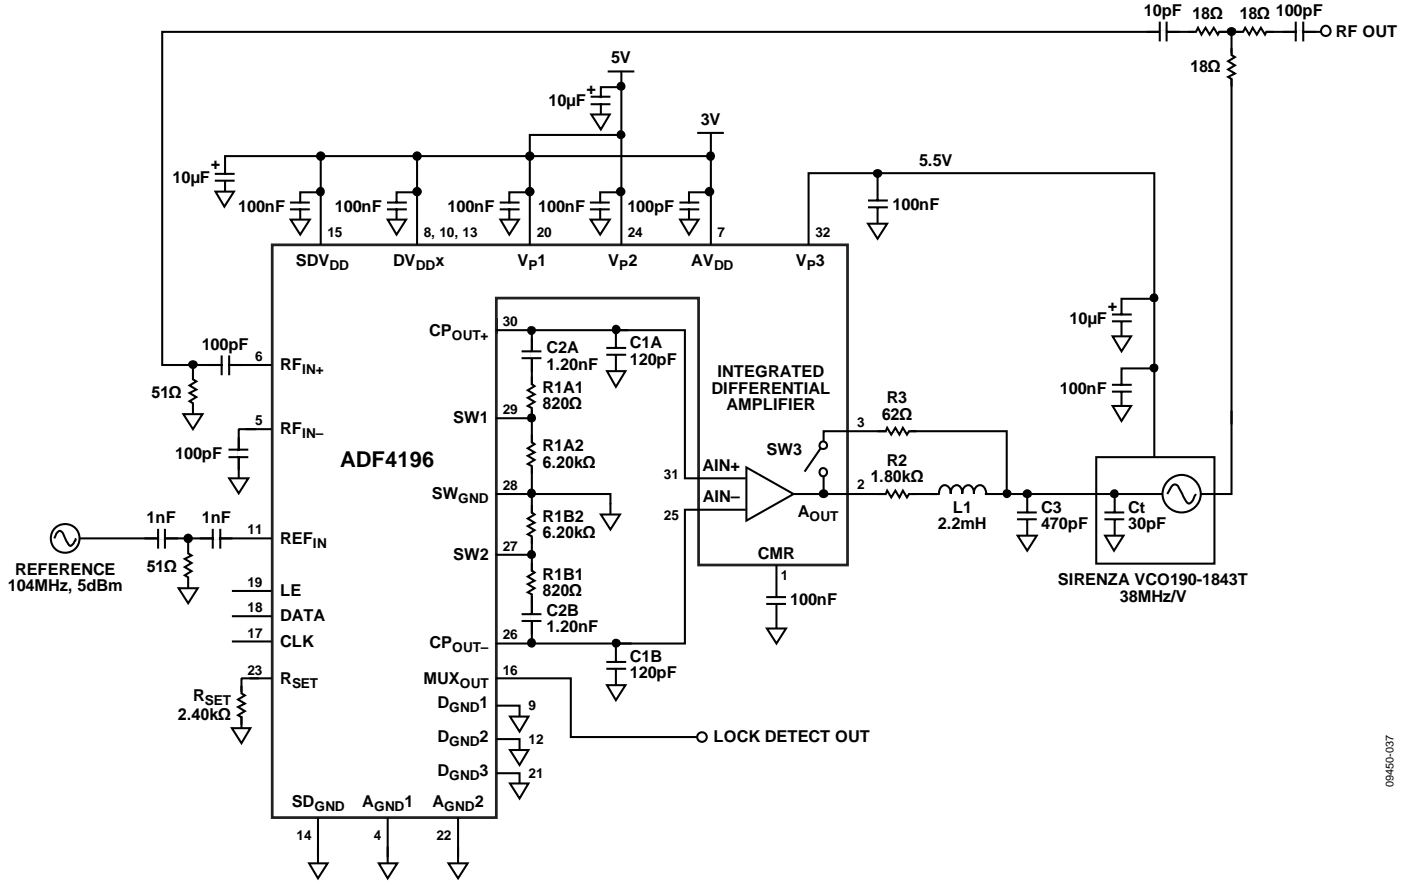 10pF
18Ω
18Ω
100pF
RF OUT
18Ω
5V
10µF
+
3V
10µF
+
5.5V
100nF
100nF
100nF
100nF
100pF
100nF
15
8, 10, 13
20
24
7
32
SDVDD
DVDDx
VP1
VP2
AVDD
VP3
10µF
+
100nF
100pF
6
RFIN+
51Ω
5
RFIN–
100pF
ADF4196
1nF
1nF
11
REFIN
51Ω
REFERENCE
104MHz, 5dBm
19
LE
18
DATA
17
CLK
23
RSET
RSET
2.40kΩ
CPOUT+
30
C2A
1.20nF
C1A
120pF
R1A1
820Ω
SW1
29
R1A2
6.20kΩ
SWGND
28
R1B2
6.20kΩ
SW2
27
R1B1
820Ω
C2B
1.20nF
CPOUT–
26
C1B
120pF
MUXOUT
16
DGND1
9
DGND2
12
DGND3
21
LOCK DETECT OUT
INTEGRATED
DIFFERENTIAL
AMPLIFIER
SW3
31
AIN+
AIN–
25
AOUT
CMR
1
100nF
3
R3
62Ω
2
R2
1.80kΩ
L1
2.2mH
C3
470pF
Ct
30pF
SIRENZA VCO190-1843T
38MHz/V
SDGND
AGND1
AGND2
14
4
22
09450-037